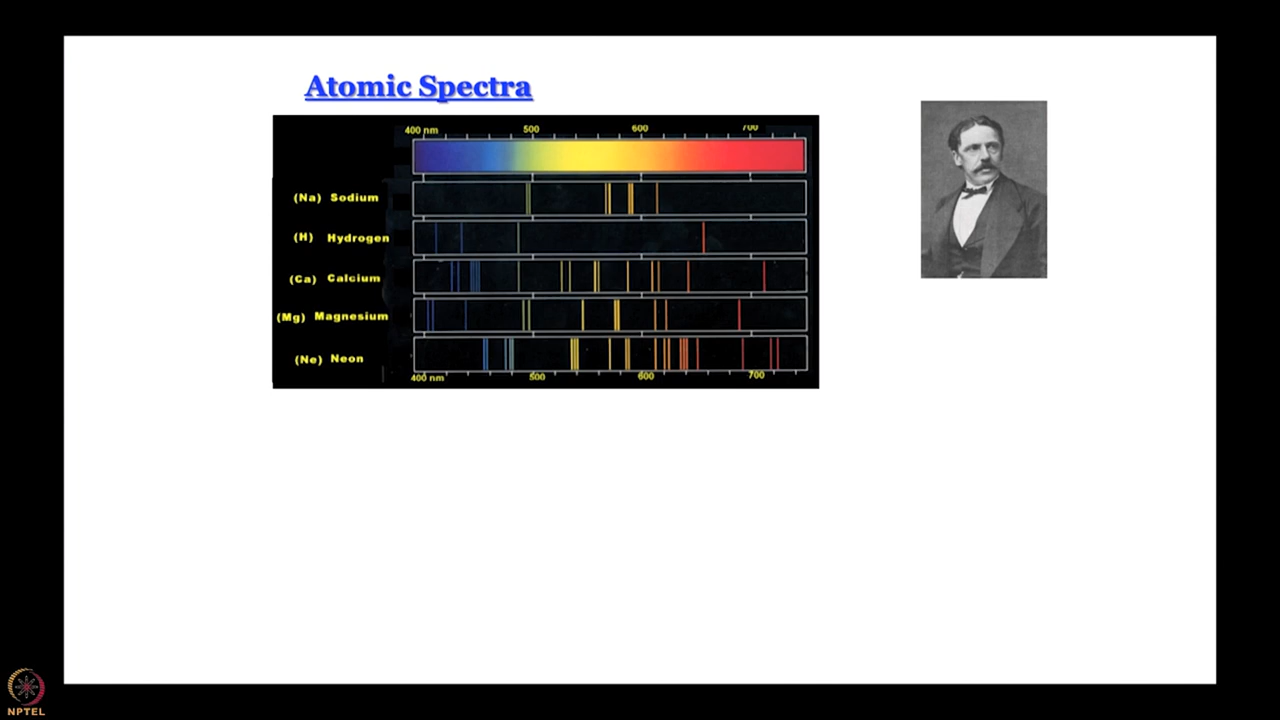 Atomic Spectra
400 nm 500 600 700
(Na) Sodium
(H) Hydrogen
(Ca) Calcium
(Mg) Magnesium
(Ne) Neon
400 nm 500 600 700
NPTEL